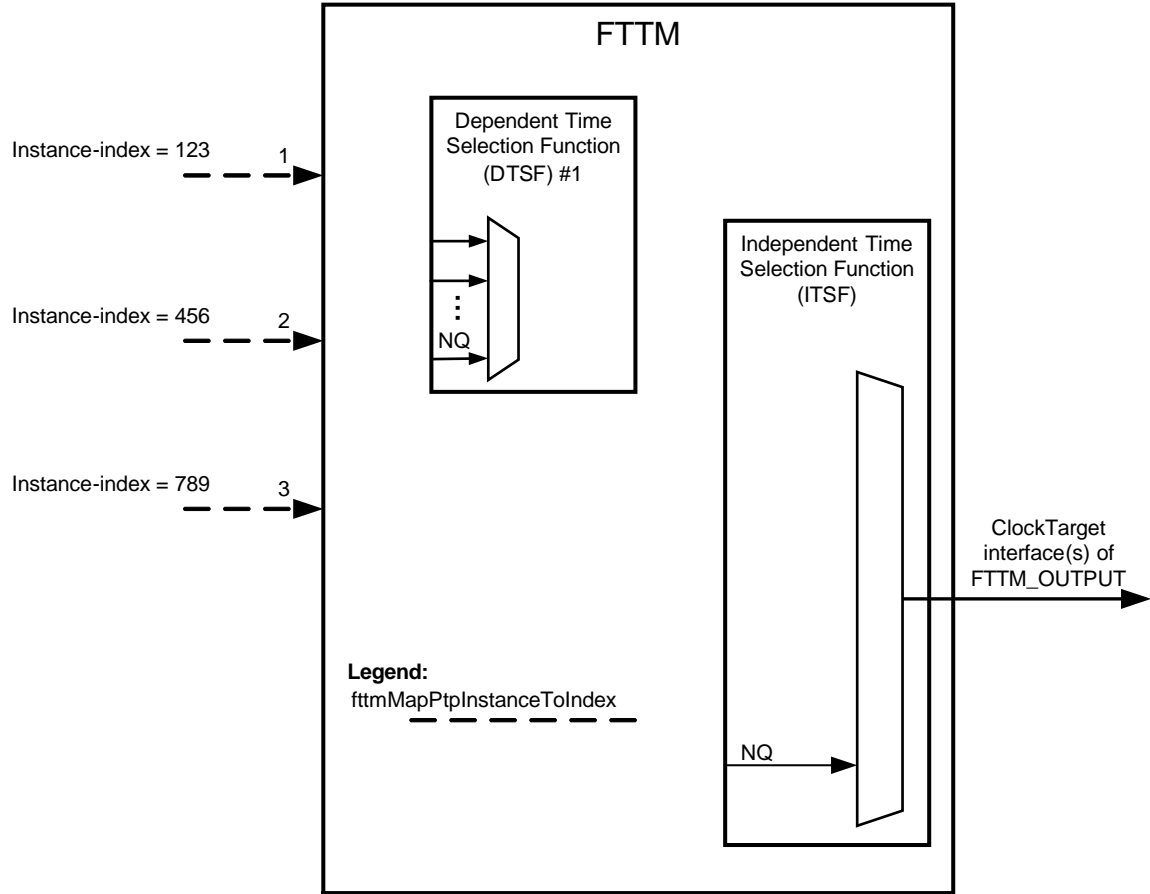 FTTM
Dependent Time
Selection Function
(DTSF) #1
Instance-index = 123
1
Independent Time
Selection Function
(ITSF)
Instance-index = 456
2
NQ
Instance-index = 789
3
ClockTarget
interface(s) of
FTTM_OUTPUT
Legend:
fttmMapPtpInstanceToIndex
NQ